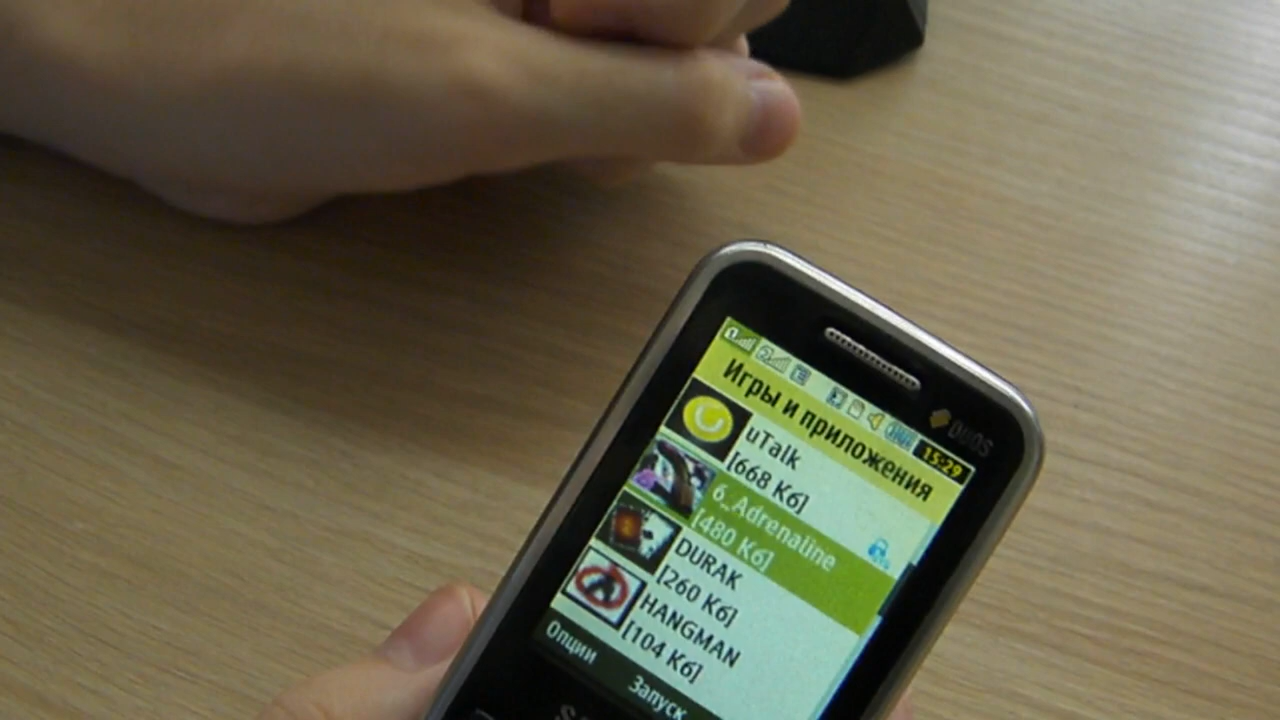 DUOS
15:29
Игры и приложения
uTalk
[668 Кб]
6_Adrenaline
[480 Кб]
DURAK
[260 Кб]
HANGMAN
[104 Кб]
Опции
Запуск